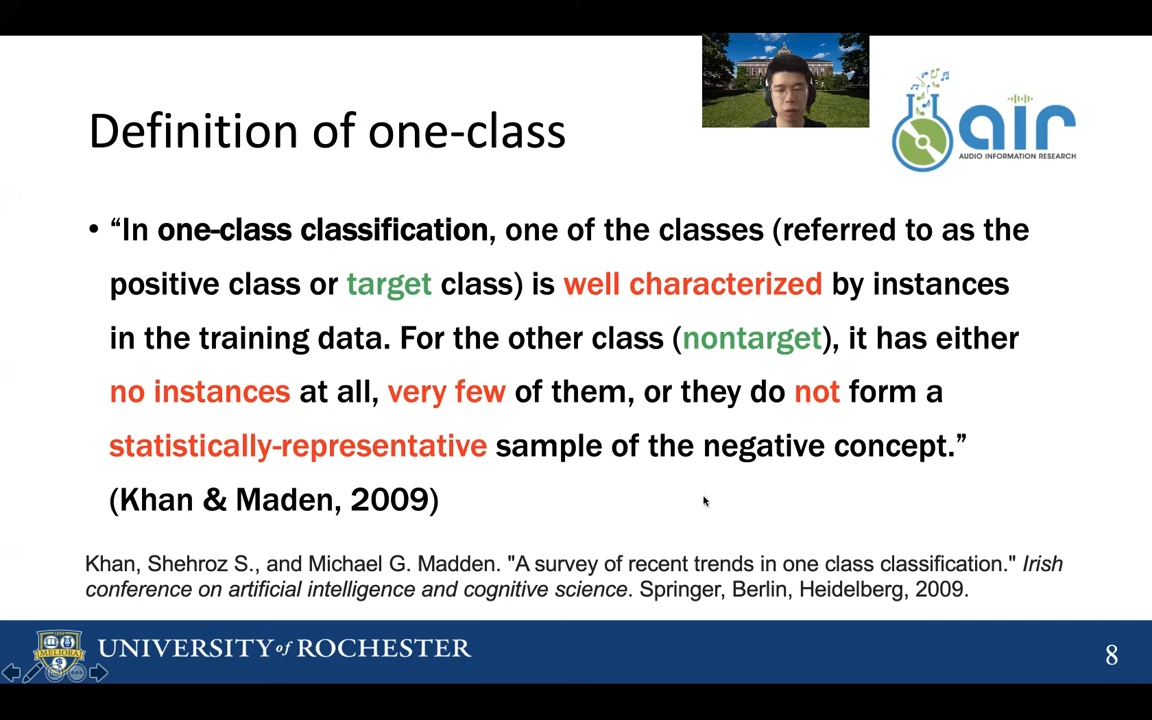 Definition of one-class
air
AUDIO INFORMATION RESEARCH
• “In one-class classification, one of the classes (referred to as the
positive class or target class) is well characterized by instances
in the training data. For the other class (nontarget), it has either
no instances at all, very few of them, or they do not form a
statistically-representative sample of the negative concept.”
(Khan & Maden, 2009)
Khan, Shehroz S., and Michael G. Madden. "A survey of recent trends in one class classification." Irish
conference on artificial intelligence and cognitive science. Springer, Berlin, Heidelberg, 2009.
MELIORA
UNIVERSITY of ROCHESTER
8